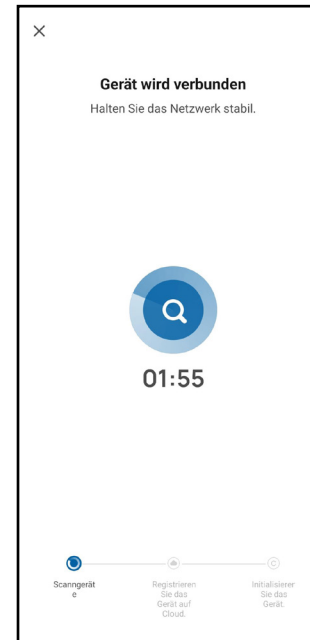 Gerät wird verbunden
Halten Sie das Netzwerk stabil.
01:55
Scanngerät
e
Registrieren
Sie das
Gerät auf
Cloud.
Initialisierer
Sie das
Gerät.